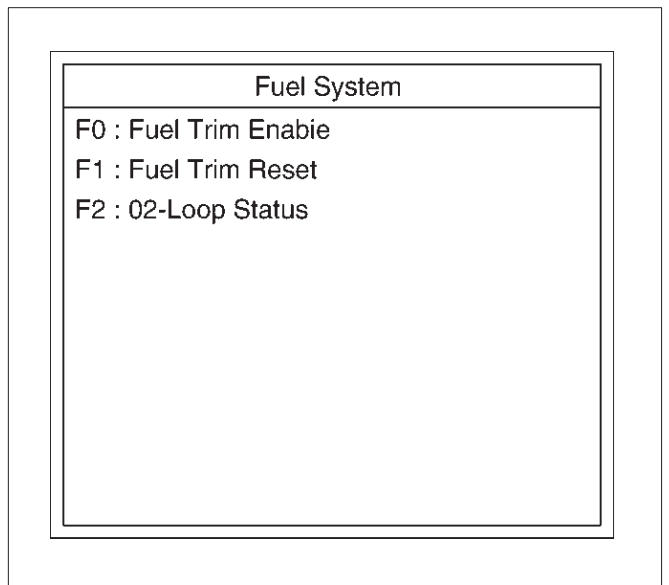 Fuel System
F0 : Fuel Trim Enabie
F1 : Fuel Trim Reset
F2 : 02-Loop Status